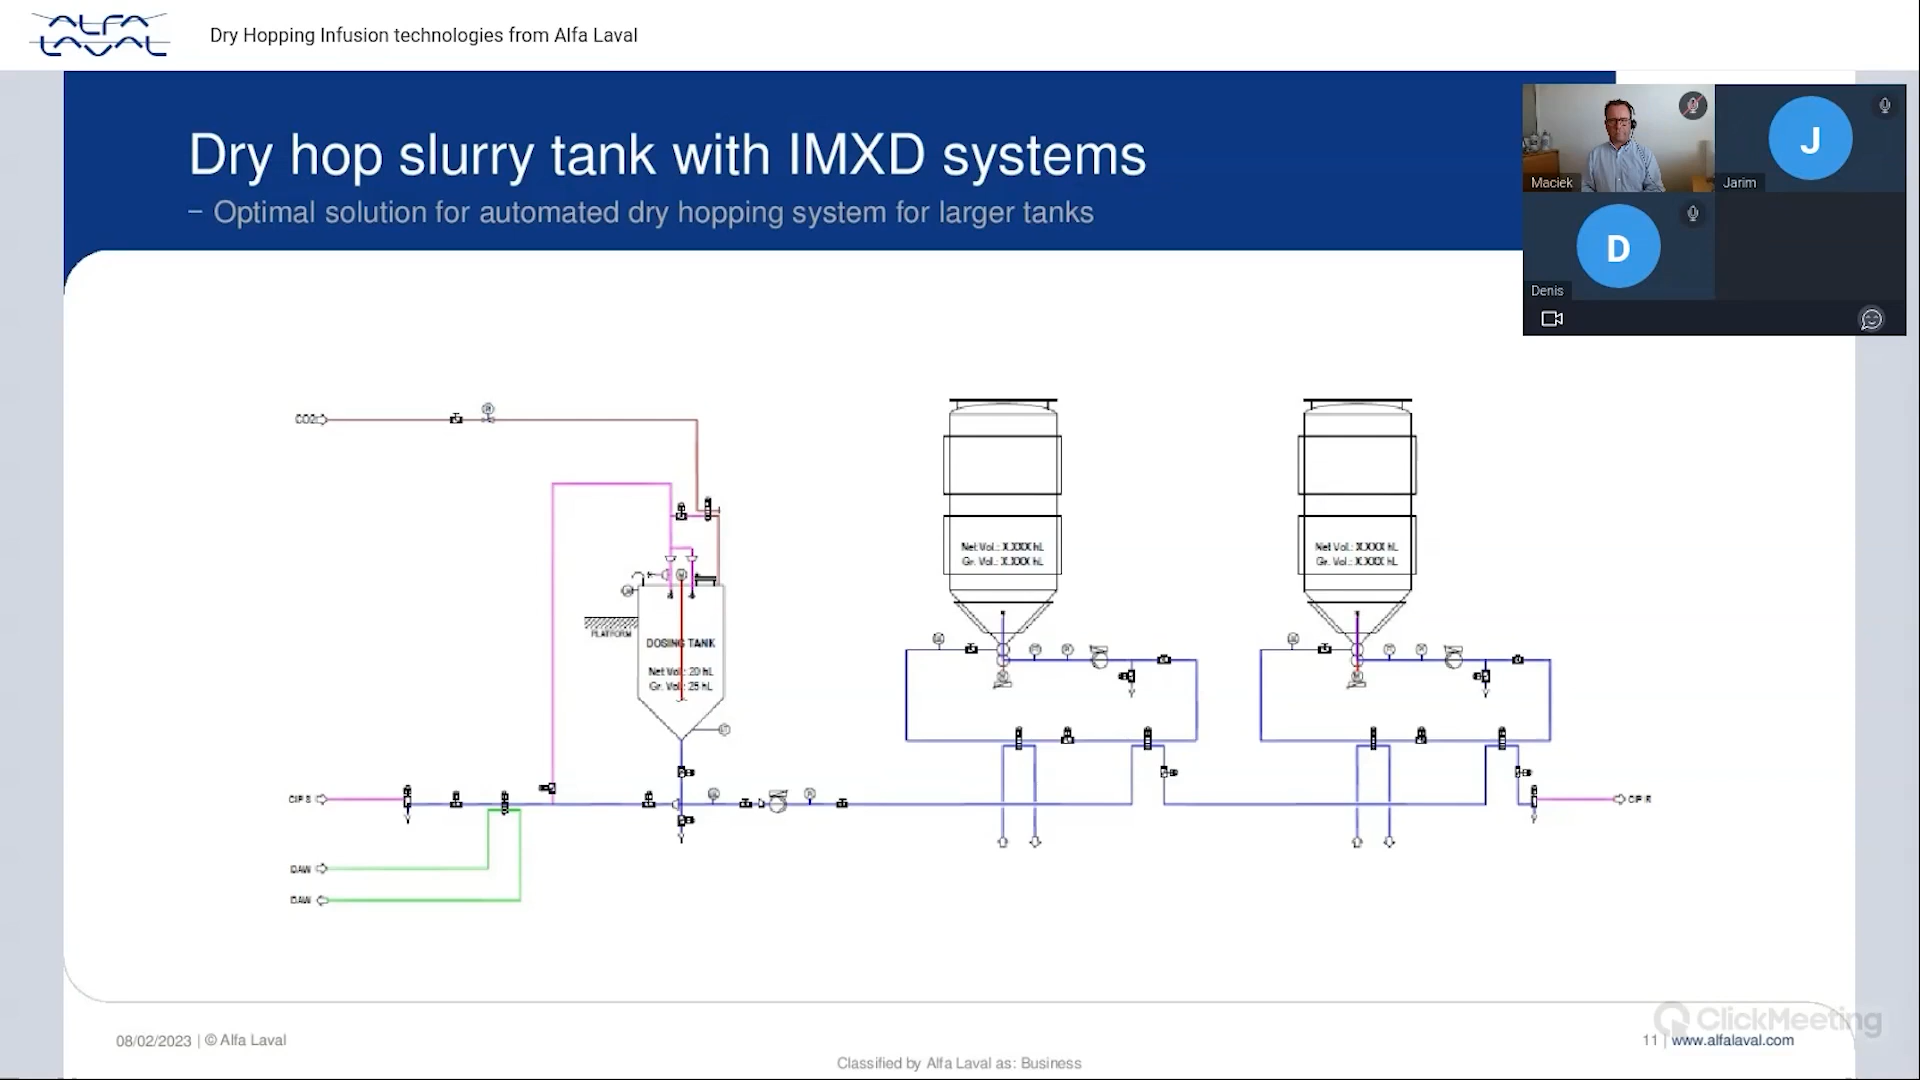 ALFA
LAVAL
Dry Hopping Infusion technologies from Alfa Laval
Dry hop slurry tank with IMXD systems
– Optimal solution for automated dry hopping system for larger tanks
Maciek
J
Jarim
D
Denis
CO2
PLATFORM
DOSING TANK
Net Vol.: 20 hL
Gr. Vol.: 25 hL
Net Vol.: X.XXX hL
Gr. Vol.: X.XXX hL
Net Vol.: X.XXX hL
Gr. Vol.: X.XXX hL
CIP S
CIP R
DAW
DAW
ClickMeeting
08/02/2023 | © Alfa Laval
11 | www.alfalaval.com
Classified by Alfa Laval as: Business